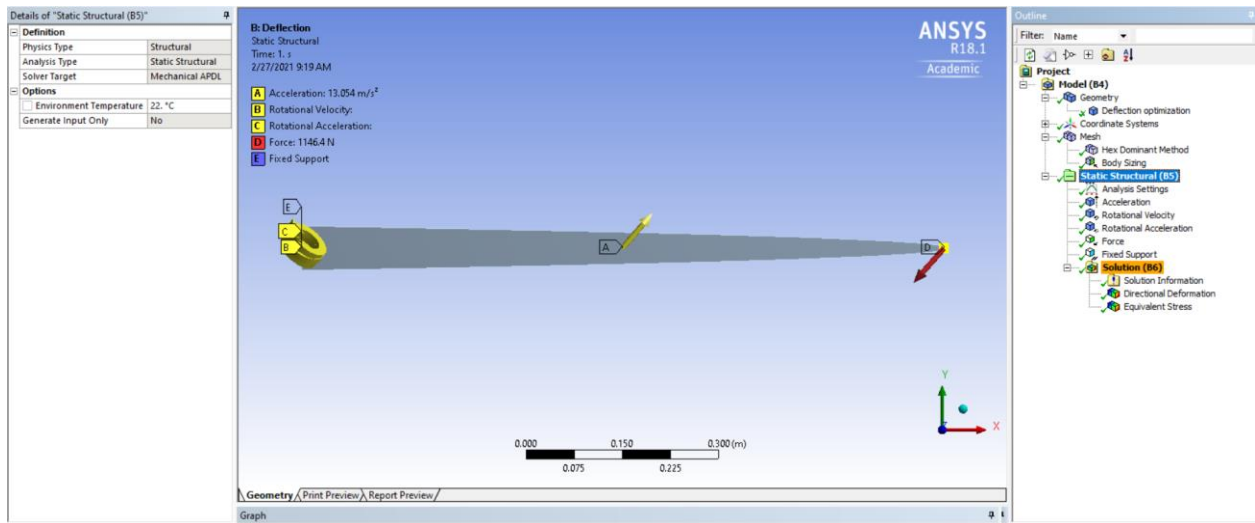 Details of "Static Structural (B5)"
Definition
Physics Type Structural
Analysis Type Static Structural
Solver Target Mechanical APDL
Options
Environment Temperature 22. °C
Generate Input Only No
B: Deflection
Static Structural
Time: 1. s
2/27/2021 9:19 AM
A Acceleration: 13.054 m/s²
B Rotational Velocity:
C Rotational Acceleration:
D Force: 1146.4 N
E Fixed Support
ANSYS
R18.1
Academic
E
C
B
A
D
Y
X
0.000 0.150 0.300 (m)
0.075 0.225
Geometry Print Preview Report Preview
Graph
Outline
Filter: Name
Project
Model (B4)
Geometry
Deflection optimization
Coordinate Systems
Mesh
Hex Dominant Method
Body Sizing
Static Structural (B5)
Analysis Settings
Acceleration
Rotational Velocity
Rotational Acceleration
Force
Fixed Support
Solution (B6)
Solution Information
Directional Deformation
Equivalent Stress